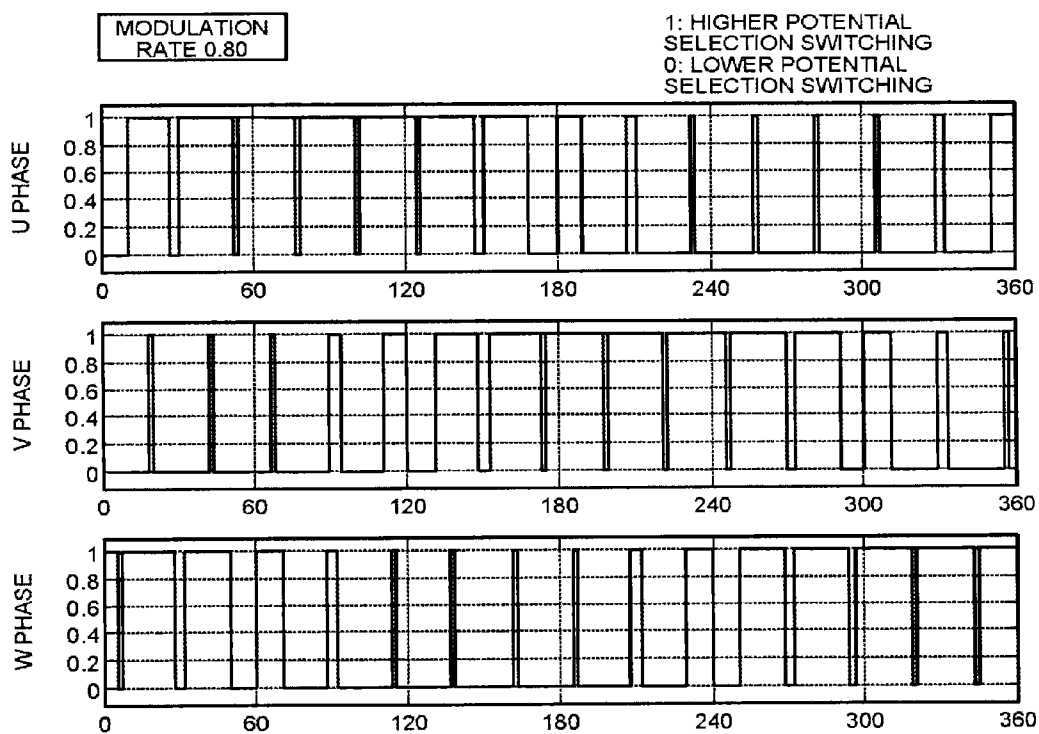 MODULATION
RATE 0.80
1: HIGHER POTENTIAL
SELECTION SWITCHING
0: LOWER POTENTIAL
SELECTION SWITCHING
U PHASE
1
0.8
0.6
0.4
0.2
0
0 60 120 180 240 300 360
V PHASE
1
0.8
0.6
0.4
0.2
0
0 60 120 180 240 300 360
W PHASE
1
0.8
0.6
0.4
0.2
0
0 60 120 180 240 300 360